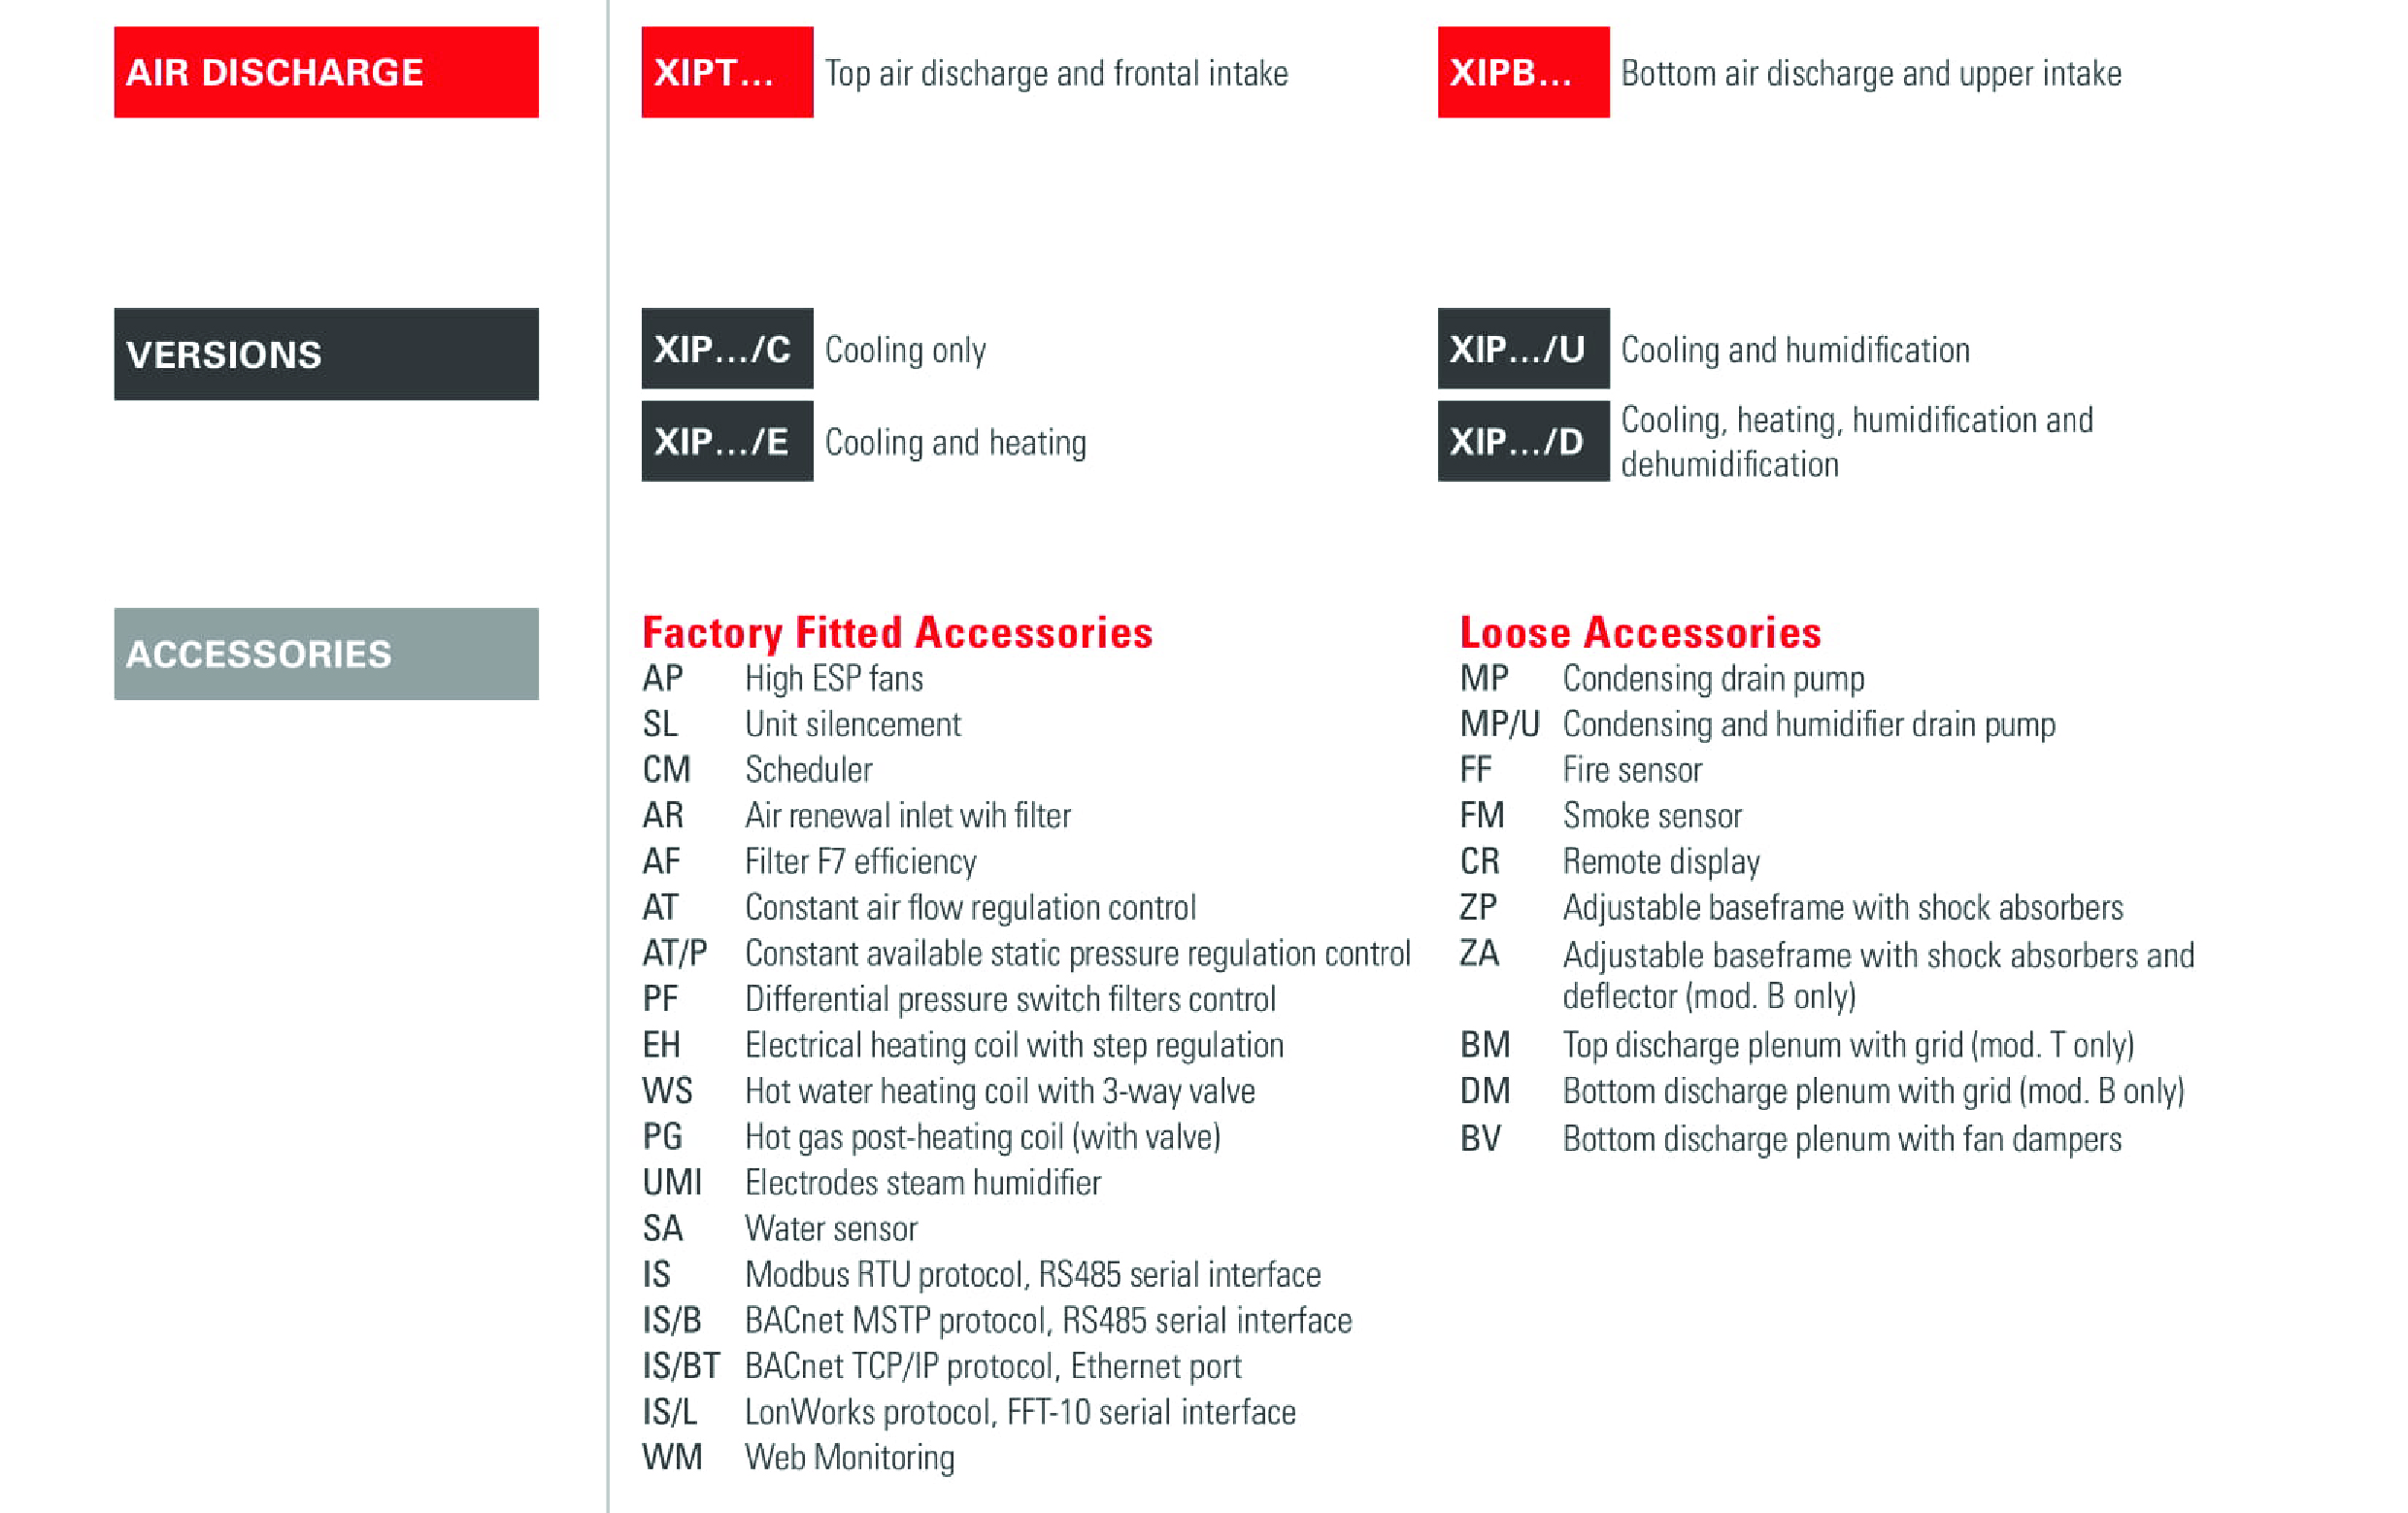 AIR DISCHARGE
XIPT... Top air discharge and frontal intake
XIPB... Bottom air discharge and upper intake
VERSIONS
XIP.../C Cooling only
XIP.../U Cooling and humidification
XIP.../E Cooling and heating
XIP.../D Cooling, heating, humidification and
dehumidification
ACCESSORIES
Factory Fitted Accessories
AP High ESP fans
SL Unit silencement
CM Scheduler
AR Air renewal inlet wih filter
AF Filter F7 efficiency
AT Constant air flow regulation control
AT/P Constant available static pressure regulation control
PF Differential pressure switch filters control
EH Electrical heating coil with step regulation
WS Hot water heating coil with 3-way valve
PG Hot gas post-heating coil (with valve)
UMI Electrodes steam humidifier
SA Water sensor
IS Modbus RTU protocol, RS485 serial interface
IS/B BACnet MSTP protocol, RS485 serial interface
IS/BT BACnet TCP/IP protocol, Ethernet port
IS/L LonWorks protocol, FFT-10 serial interface
WM Web Monitoring
Loose Accessories
MP Condensing drain pump
MP/U Condensing and humidifier drain pump
FF Fire sensor
FM Smoke sensor
CR Remote display
ZP Adjustable baseframe with shock absorbers
ZA Adjustable baseframe with shock absorbers and
deflector (mod. B only)
BM Top discharge plenum with grid (mod. T only)
DM Bottom discharge plenum with grid (mod. B only)
BV Bottom discharge plenum with fan dampers